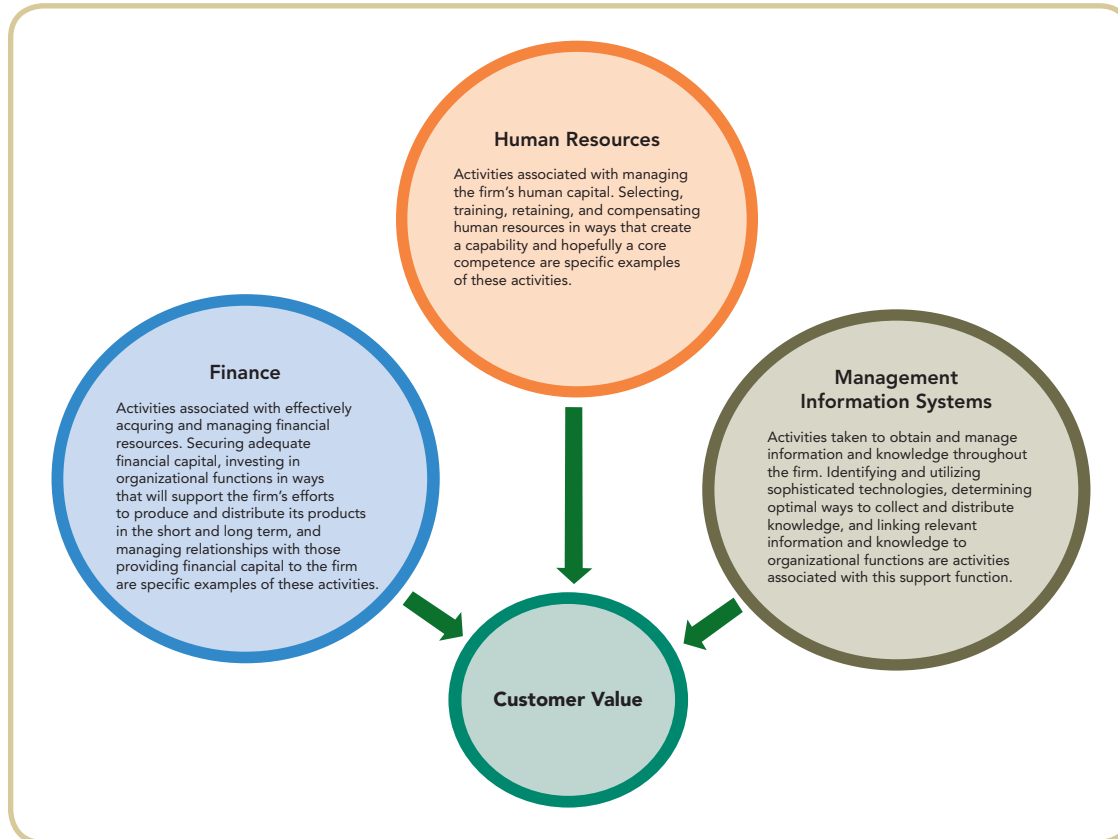 Human Resources
Activities associated with managing
the firm's human capital. Selecting,
training, retaining, and compensating
human resources in ways that create
a capability and hopefully a core
competence are specific examples
of these activities.
Finance
Activities associated with effectively
acquring and managing financial
resources. Securing adequate
financial capital, investing in
organizational functions in ways
that will support the firm's efforts
to produce and distribute its products
in the short and long term, and
managing relationships with those
providing financial capital to the firm
are specific examples of these activities.
Management
Information Systems
Activities taken to obtain and manage
information and knowledge throughout
the firm. Identifying and utilizing
sophisticated technologies, determining
optimal ways to collect and distribute
knowledge, and linking relevant
information and knowledge to
organizational functions are activities
associated with this support function.
Customer Value